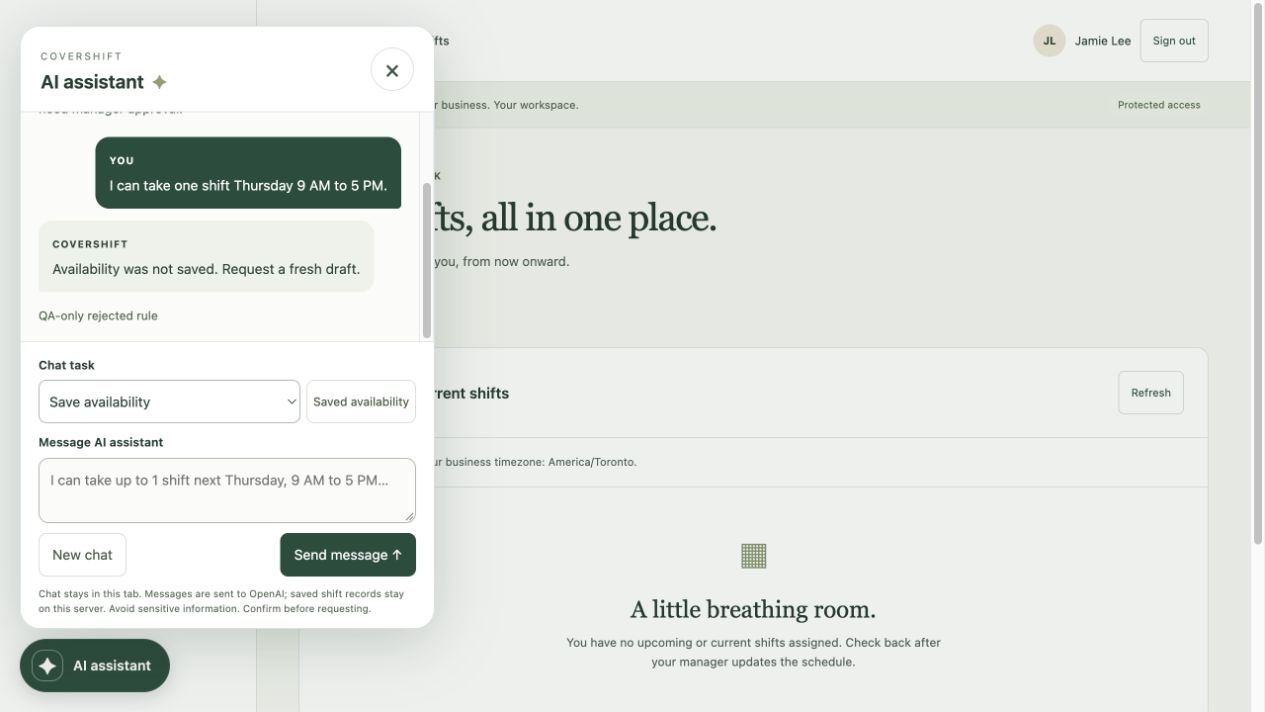 COVERSHIFT
AI assistant
YOU
I can take one shift Thursday 9 AM to 5 PM.
COVERSHIFT
Availability was not saved. Request a fresh draft.
QA-only rejected rule
Chat task
Save availability
Saved availability
Message AI assistant
I can take up to 1 shift next Thursday, 9 AM to 5 PM...
New chat
Send message ↑
Chat stays in this tab. Messages are sent to OpenAI; saved shift records stay
on this server. Avoid sensitive information. Confirm before requesting.
AI assistant
JL
Jamie Lee
Sign out
business. Your workspace.
Protected access
all in one place.
you, from now onward.
shifts
Refresh
business timezone: America/Toronto.
A little breathing room.
You have no upcoming or current shifts assigned. Check back after
your manager updates the schedule.